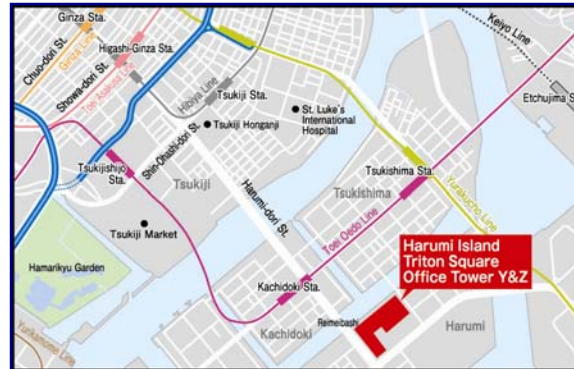 Ginza Sta.
Ginza Line
Chuo-dori St.
Higashi-Ginza Sta.
Showa-dori St.
Toei Asakusa Line
Hibiya Line
Tsukiji Sta.
Keiyo Line
Etchujima S
St. Luke's
International
Hospital
Tsukiji Honganji
Shin-Ohashi-dori St.
Tsukijishijo
Sta.
Tsukiji
Tsukishima Sta.
Tsukishima
Harumi-dori St.
Yurakucho Line
Tsukiji Market
Toei Oedo Line
Hamarikyu Garden
Harumi Island
Triton Square
Office Tower Y&Z
Kachidoki Sta.
Reimeibashi
Kachidoki
Harumi
Yurikamome Line